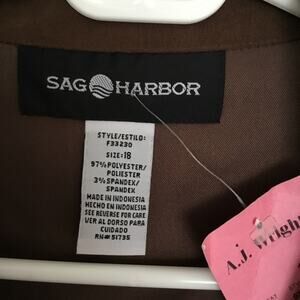 SAG HARBOR
STYLE/ESTILO:
F33230
SIZE:18
97% POLYESTER/
POLIESTER
3% SPANDEX/
SPANDEX
MADE IN INDONESIA
HECHO EN INDONESIA
SEE REVERSE FOR CARE
VER AL DORSO PARA
CUIDADO
RN# 51735
A.J. Wright